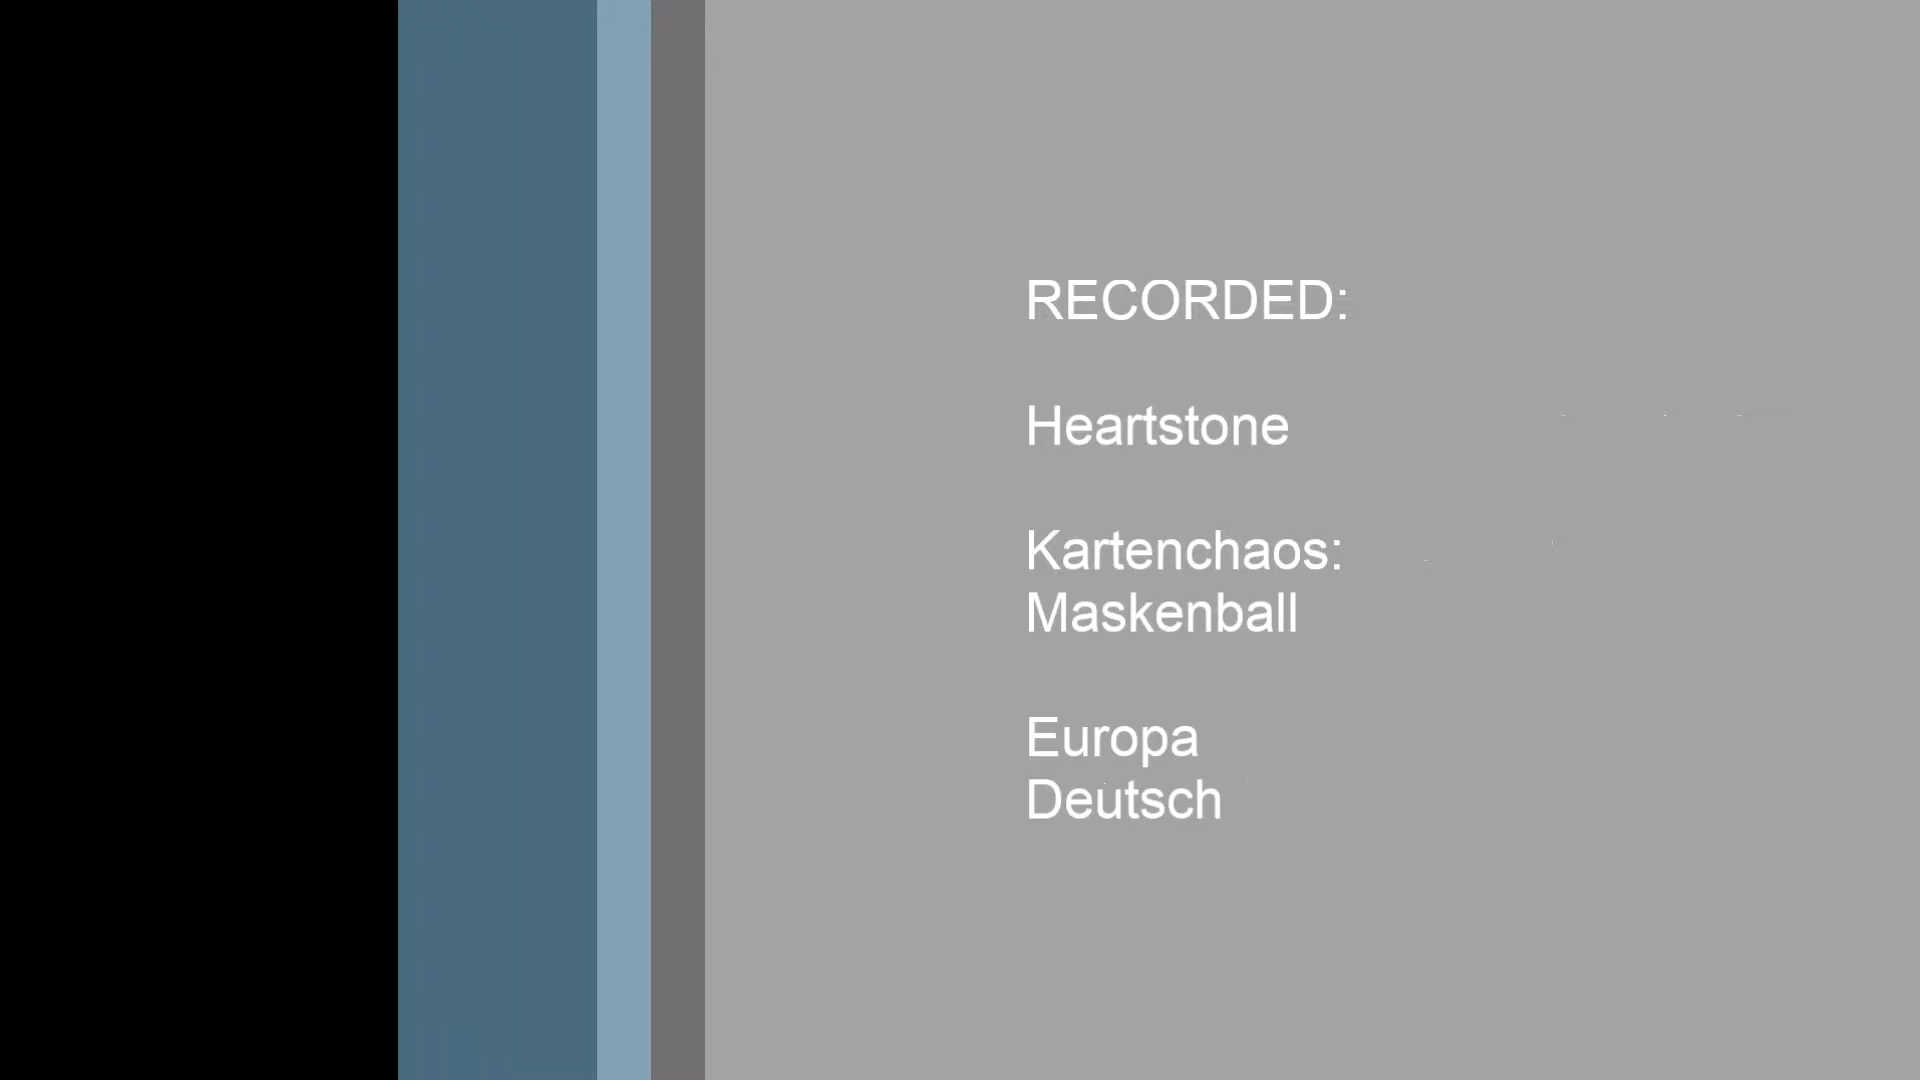 RECORDED:
Heartstone
Kartenchaos:
Maskenball
Europa
Deutsch